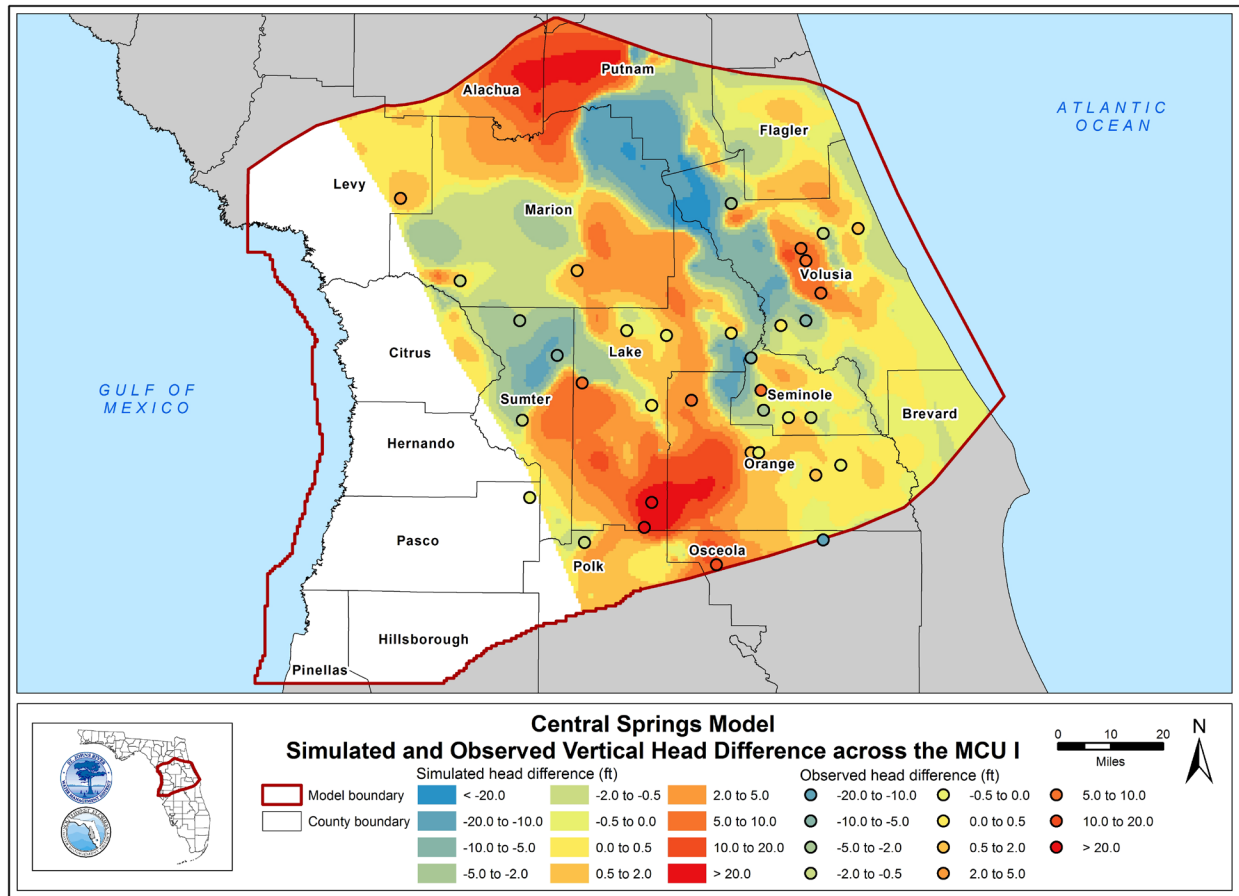 Putnam
Alachua
ATLANTIC
OCEAN
Flagler
Levy
Marion
Volusia
Citrus
Lake
GULF OF
MEXICO
Sumter
Seminole
Brevard
Hernando
Orange
Pasco
Osceola
Polk
Hillsborough
Pinellas
Central Springs Model
Simulated and Observed Vertical Head Difference across the MCU I
0 10 20
Miles
N
Model boundary
County boundary
Simulated head difference (ft)
< -20.0
-20.0 to -10.0
-10.0 to -5.0
-5.0 to -2.0
-2.0 to -0.5
-0.5 to 0.0
0.0 to 0.5
0.5 to 2.0
2.0 to 5.0
5.0 to 10.0
10.0 to 20.0
> 20.0
Observed head difference (ft)
-20.0 to -10.0
-10.0 to -5.0
-5.0 to -2.0
-2.0 to -0.5
-0.5 to 0.0
0.0 to 0.5
0.5 to 2.0
2.0 to 5.0
5.0 to 10.0
10.0 to 20.0
> 20.0